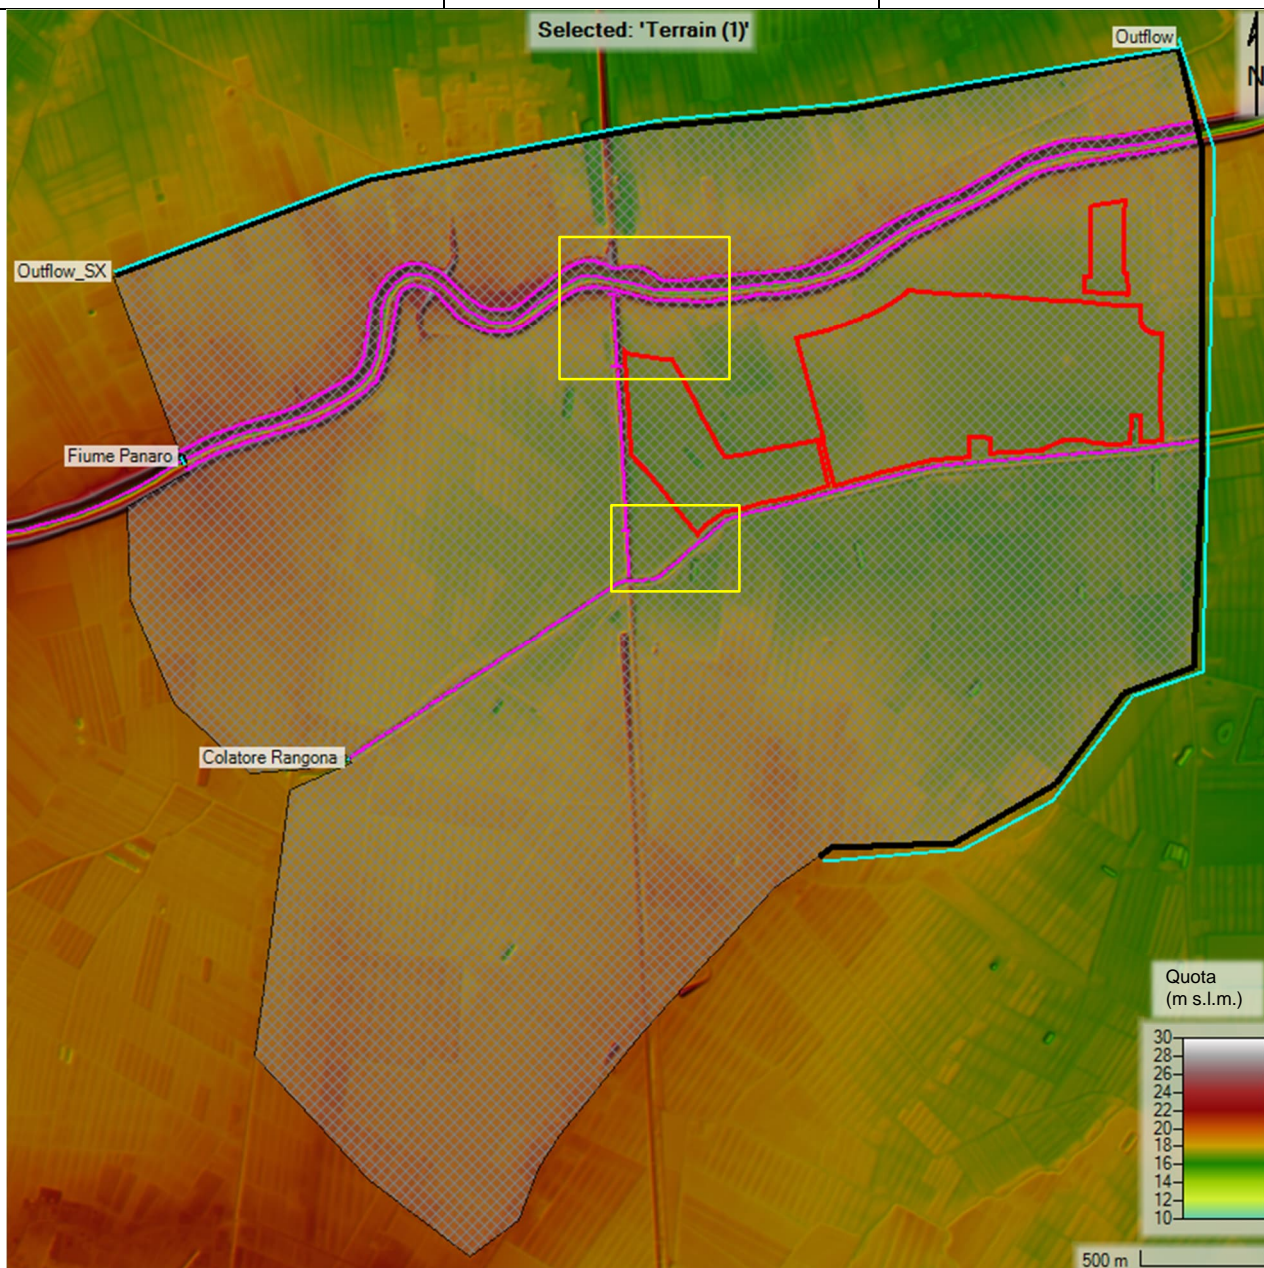 Selected: 'Terrain (1)'
Outflow
N
Outflow_SX
Fiume Panaro
Colatore Rangona
Quota
(m s.l.m.)
30
28
26
24
22
20
18
16
14
12
10
500 m